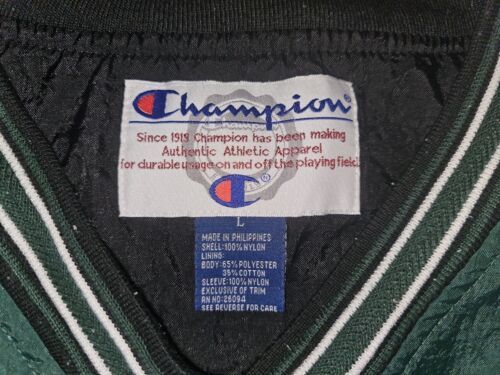 Champion®
Since 1919 Champion has been making
Authentic Athletic Apparel
for durable usage on and off the playing field.
L
MADE IN PHILIPPINES
SHELL:100% NYLON
LINING:
BODY:65% POLYESTER
35% COTTON
SLEEVE:100% NYLON
EXCLUSIVE OF TRIM
RN NO:26094
SEE REVERSE FOR CARE